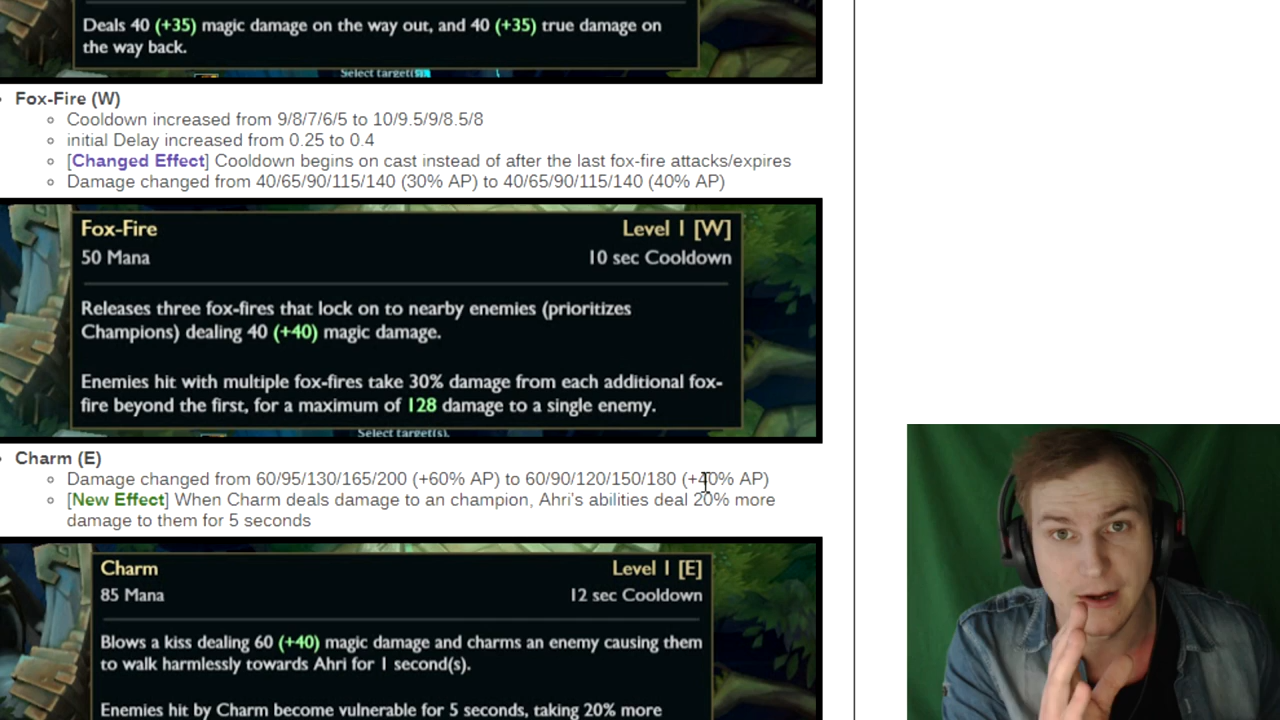 Deals 40 (+35) magic damage on the way out, and 40 (+35) true damage on
the way back.
Select target(s)
Fox-Fire (W)
Cooldown increased from 9/8/7/6/5 to 10/9.5/9/8.5/8
initial Delay increased from 0.25 to 0.4
[Changed Effect] Cooldown begins on cast instead of after the last fox-fire attacks/expires
Damage changed from 40/65/90/115/140 (30% AP) to 40/65/90/115/140 (40% AP)
Fox-Fire Level 1 [W]
50 Mana 10 sec Cooldown
Releases three fox-fires that lock on to nearby enemies (prioritizes
Champions) dealing 40 (+40) magic damage.
Enemies hit with multiple fox-fires take 30% damage from each additional fox-
fire beyond the first, for a maximum of 128 damage to a single enemy.
Select target(s).
Charm (E)
Damage changed from 60/95/130/165/200 (+60% AP) to 60/90/120/150/180 (+40% AP)
[New Effect] When Charm deals damage to an champion, Ahri's abilities deal 20% more
damage to them for 5 seconds
Charm Level 1 [E]
85 Mana 12 sec Cooldown
Blows a kiss dealing 60 (+40) magic damage and charms an enemy causing them
to walk harmlessly towards Ahri for 1 second(s).
Enemies hit by Charm become vulnerable for 5 seconds, taking 20% more